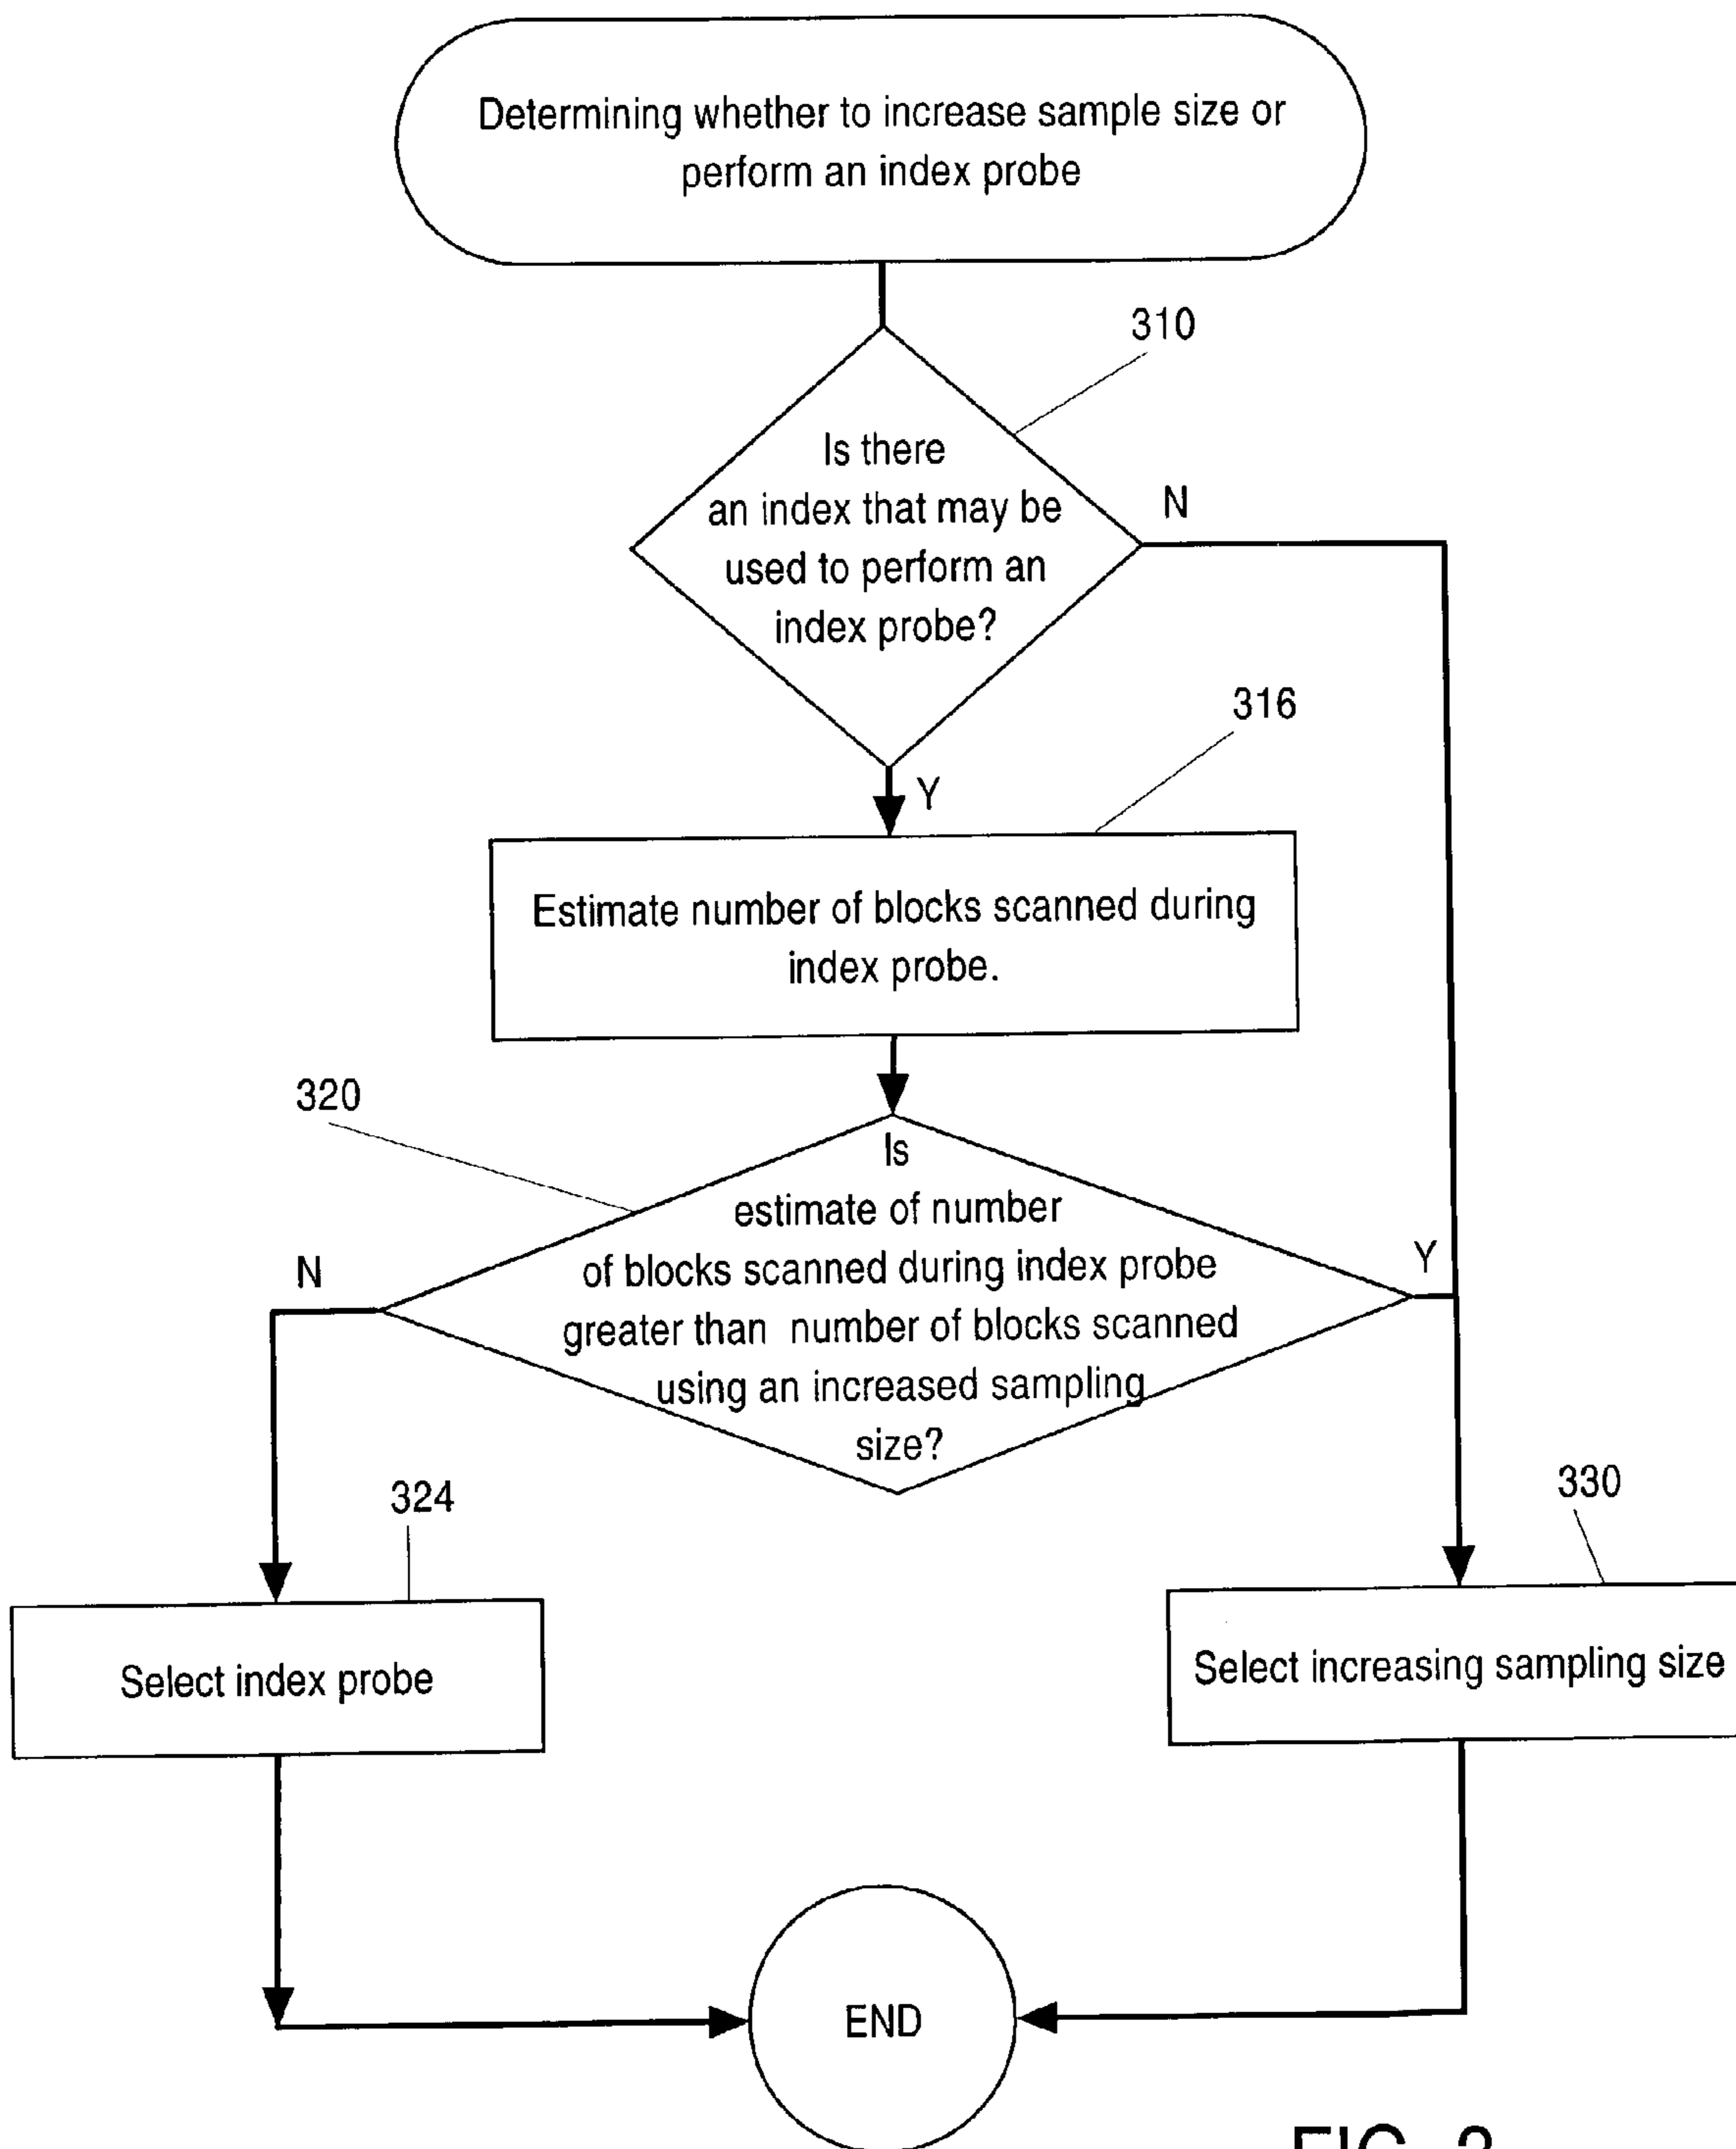 Determining whether to increase sample size or
perform an index probe
310
Is there
an index that may be
used to perform an
index probe?
N
316
Y
Estimate number of blocks scanned during
index probe.
320
Is
estimate of number
of blocks scanned during index probe
greater than number of blocks scanned
using an increased sampling
size?
N
Y
324
330
Select index probe
Select increasing sampling size
END
FIG.